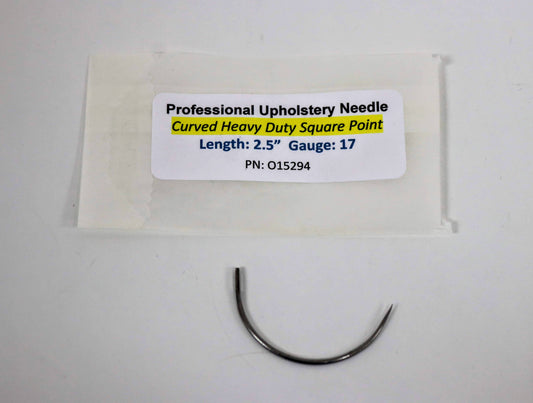 Professional Upholstery Needle
Curved Heavy Duty Square Point
Length: 2.5” Gauge: 17
PN: O15294